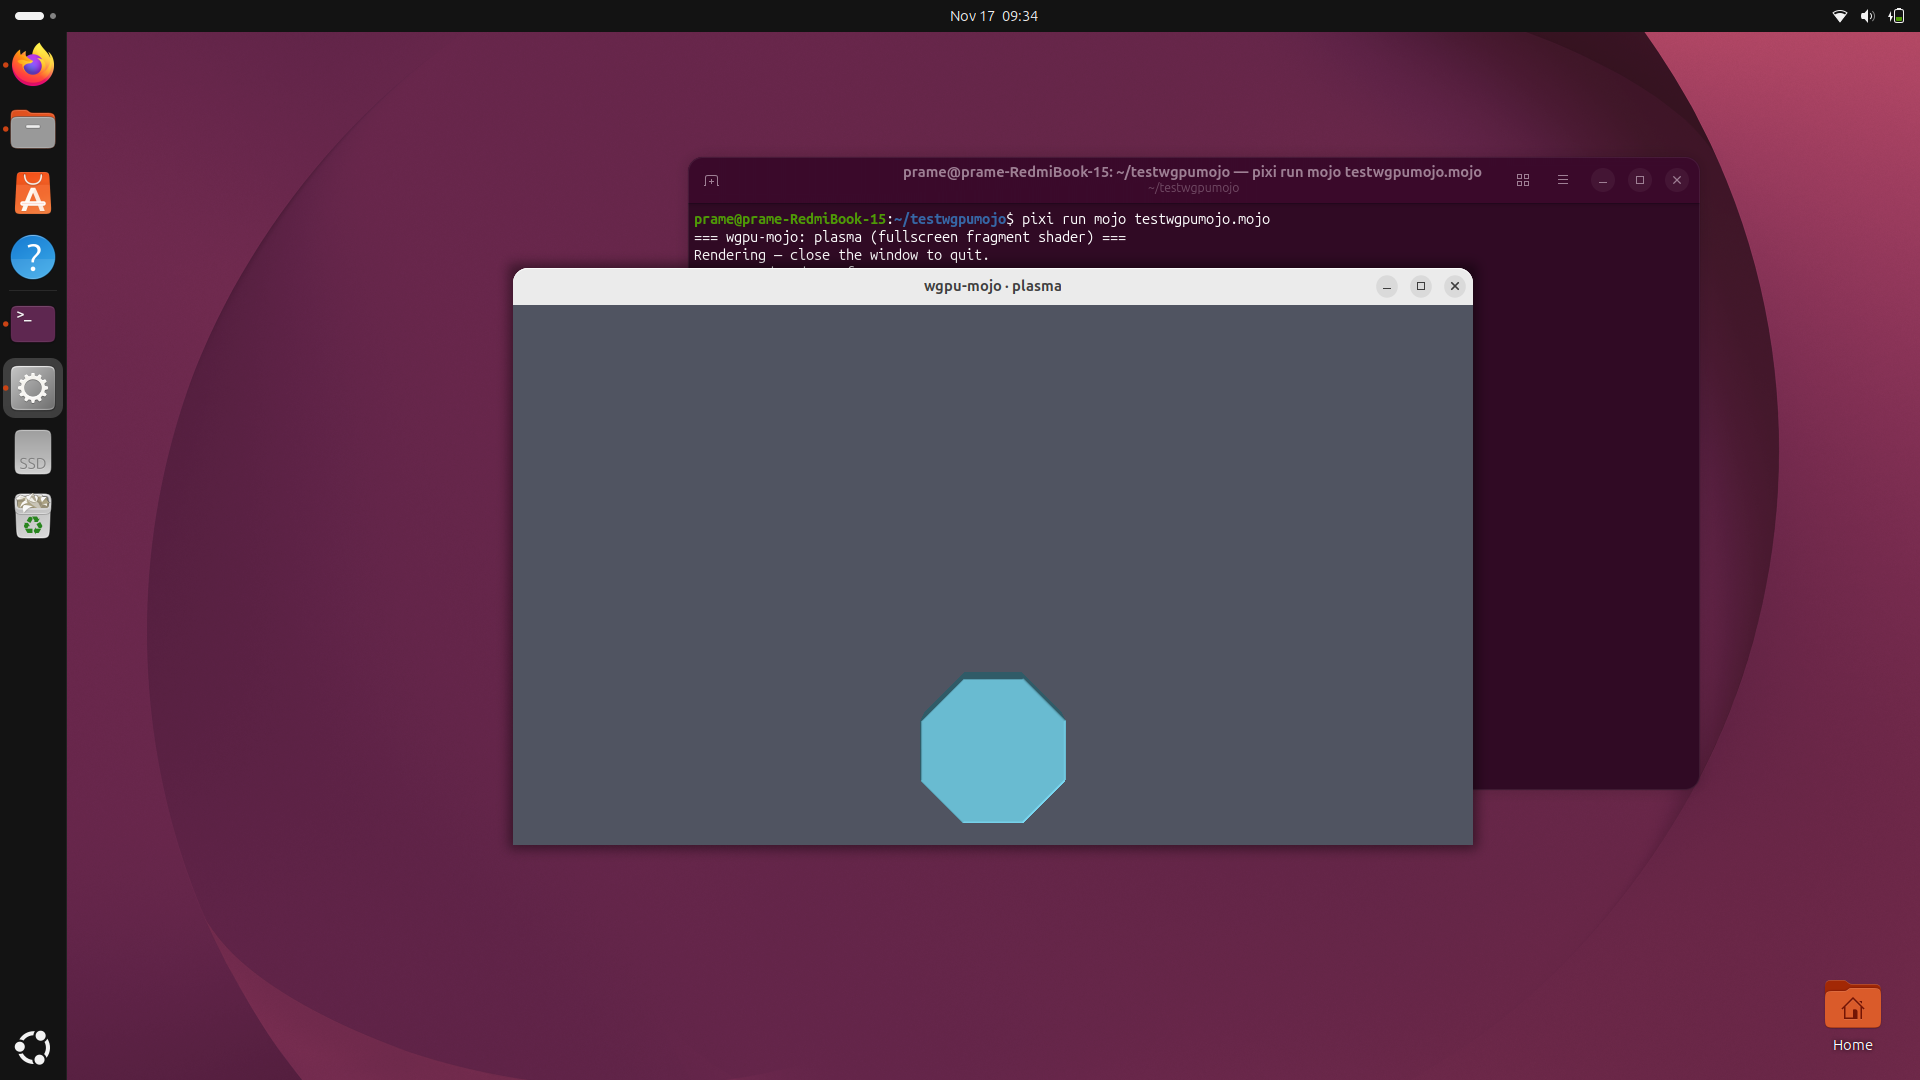 Nov 17 09:34
prame@prame-RedmiBook-15: ~/testwgpumojo — pixi run mojo testwgpumojo.mojo
~/testwgpumojo
prame@prame-RedmiBook-15:~/testwgpumojo$ pixi run mojo testwgpumojo.mojo
=== wgpu-mojo: plasma (fullscreen fragment shader) ===
Rendering — close the window to quit.
wgpu-mojo · plasma
>_
?
SSD
Home